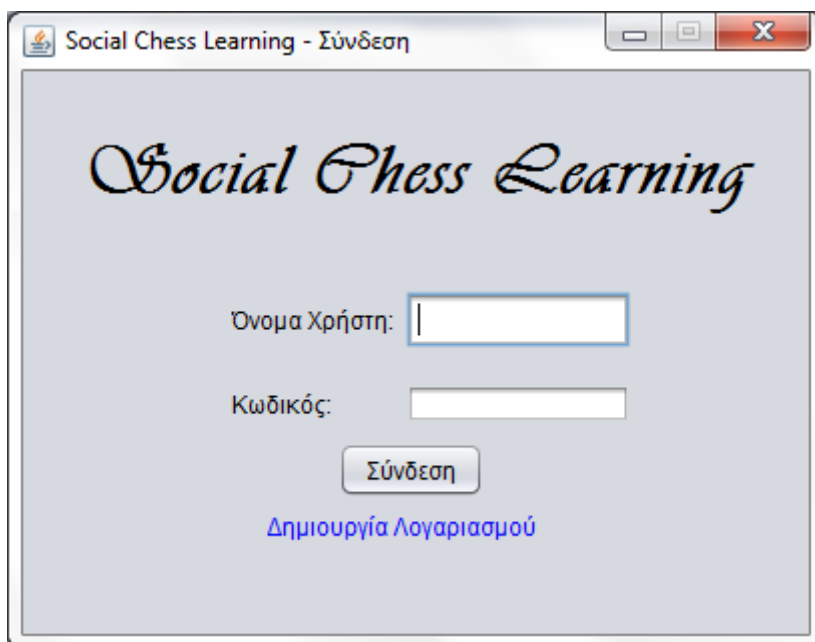 Social Chess Learning - Σύνδεση
Social Chess Learning
Όνομα Χρήστη:
Κωδικός:
Σύνδεση
Δημιουργία Λογαριασμού